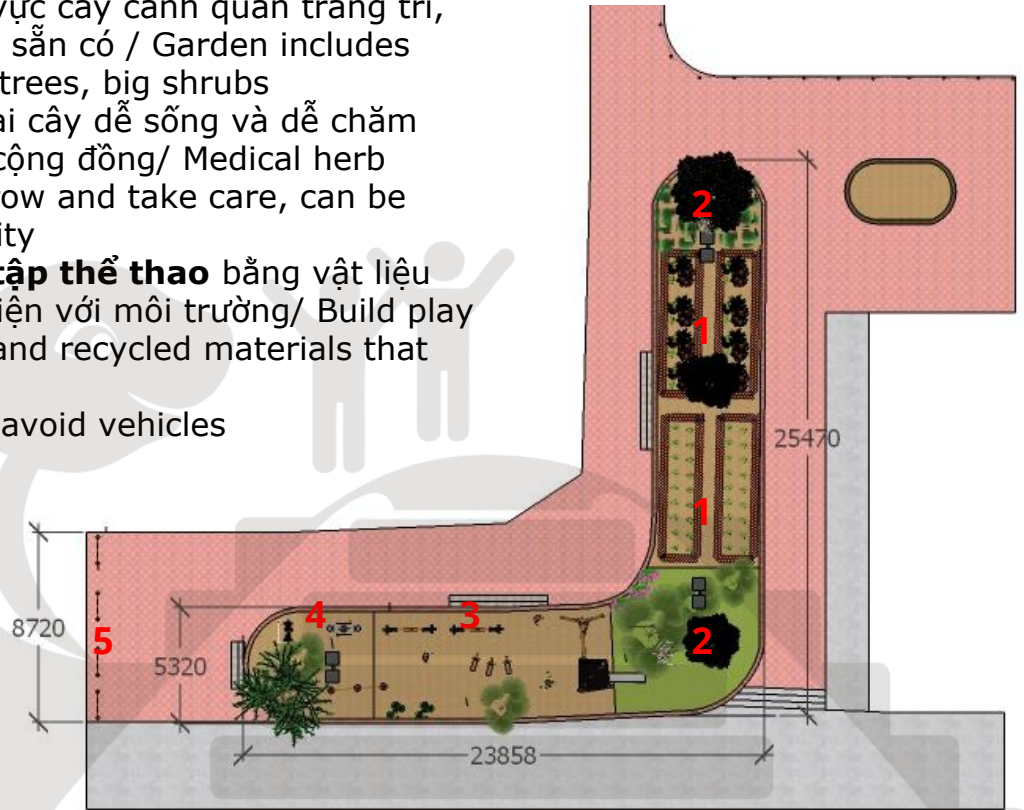 vực cây cảnh quan trang trí,
sẵn có / Garden includes
trees, big shrubs
ai cây dễ sống và dễ chăm
cộng đồng/ Medical herb
row and take care, can be
ity
tập thể thao bằng vật liệu
iện với môi trường/ Build play
and recycled materials that
avoid vehicles
2
1
25470
1
4
3
2
8720
5
5320
23858